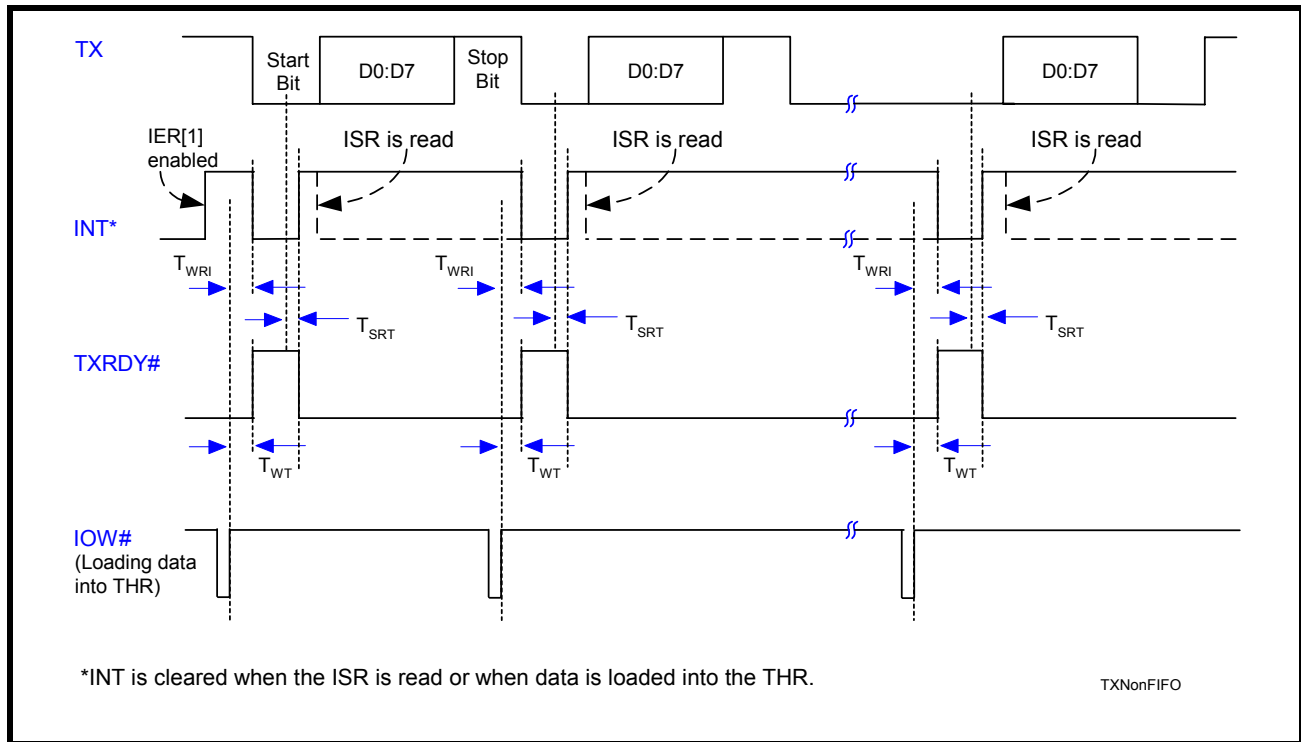 TX
Start
Bit
D0:D7
Stop
Bit
D0:D7
D0:D7
IER[1]
enabled
ISR is read
ISR is read
ISR is read
INT*
TWRI
TWRI
TWRI
TSRT
TSRT
TSRT
TXRDY#
TWT
TWT
TWT
IOW#
(Loading data
into THR)
*INT is cleared when the ISR is read or when data is loaded into the THR.
TXNonFIFO